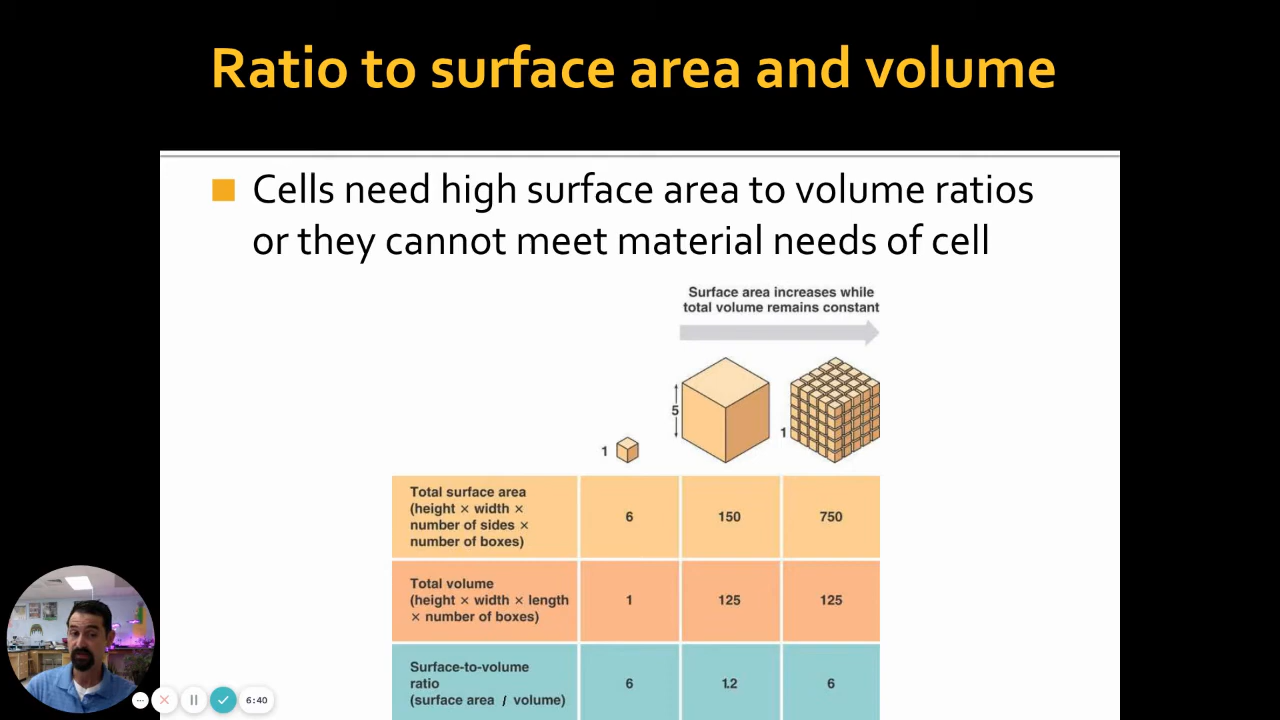 Ratio to surface area and volume
Cells need high surface area to volume ratios
or they cannot meet material needs of cell
Surface area increases while
total volume remains constant
5
1
1
Total surface area
(height × width ×
number of sides ×
number of boxes)
6
150
750
Total volume
(height × width × length
× number of boxes)
1
125
125
Surface-to-volume
ratio
(surface area / volume)
6
1.2
6
6:40